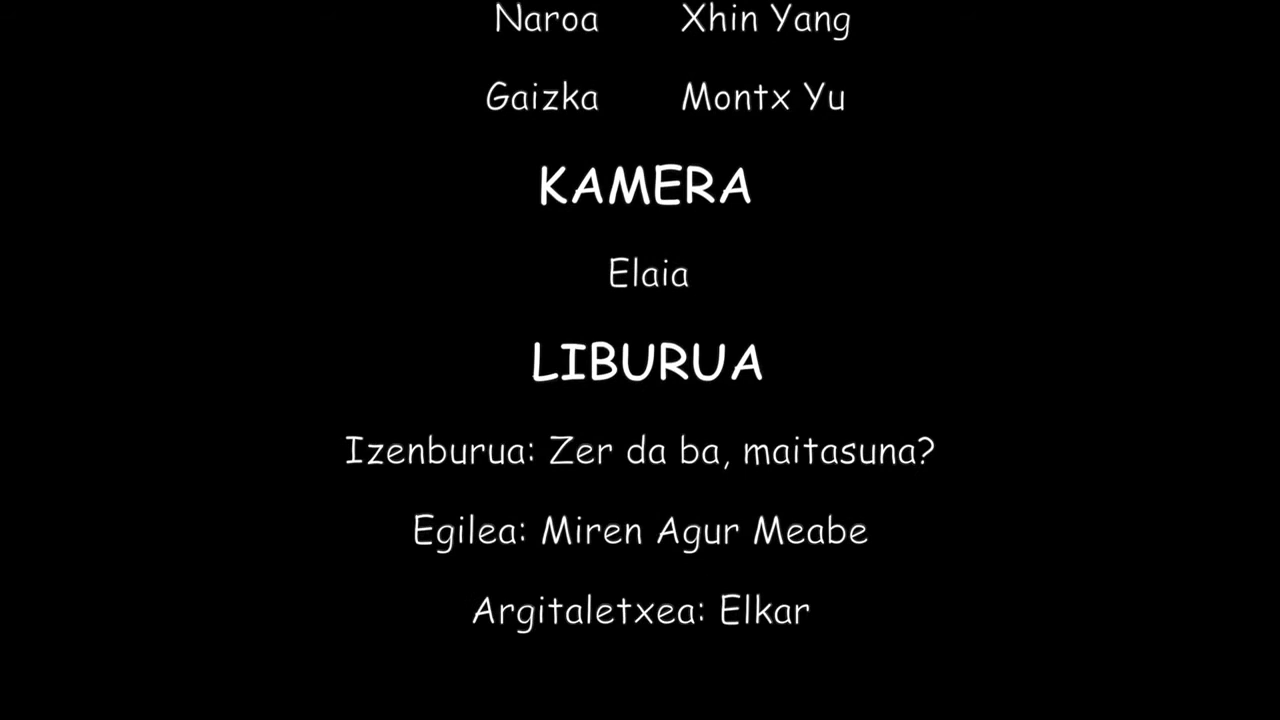 Naroa Xhin Yang
Gaizka Montx Yu
KAMERA
Elaia
LIBURUA
Izenburua: Zer da ba, maitasuna?
Egilea: Miren Agur Meabe
Argitaletxea: Elkar